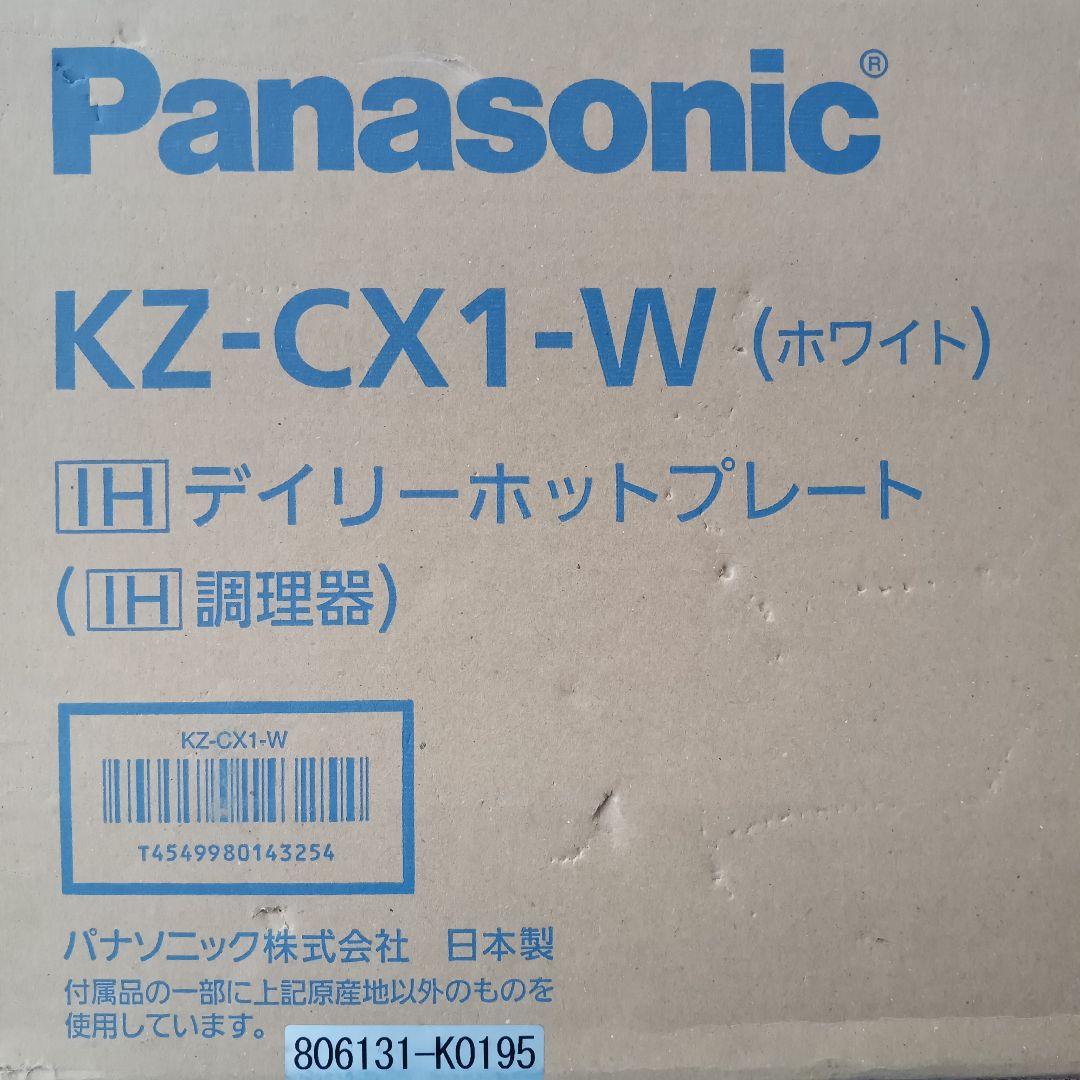 Panasonic®
KZ-CX1-W (ホワイト)
IH デイリーホットプレート
(IH 調理器)
KZ-CX1-W
T4549980143254
パナソニック株式会社 日本製
付属品の一部に上記原産地以外のものを
使用しています。
806131-K0195